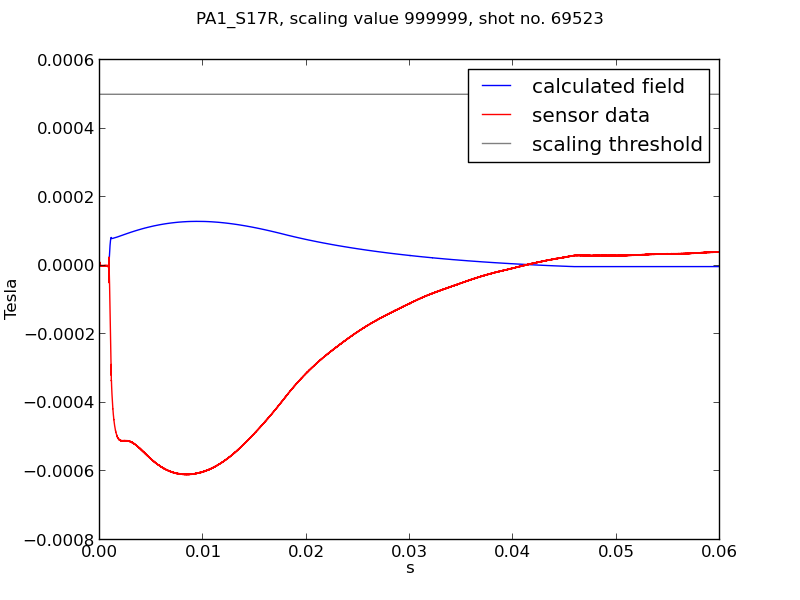 PA1_S17R, scaling value 999999, shot no. 69523
calculated field
sensor data
scaling threshold
0.0006
0.0004
0.0002
0.0000
−0.0002
−0.0004
−0.0006
−0.0008
Tesla
0.00
0.01
0.02
0.03
0.04
0.05
0.06
s